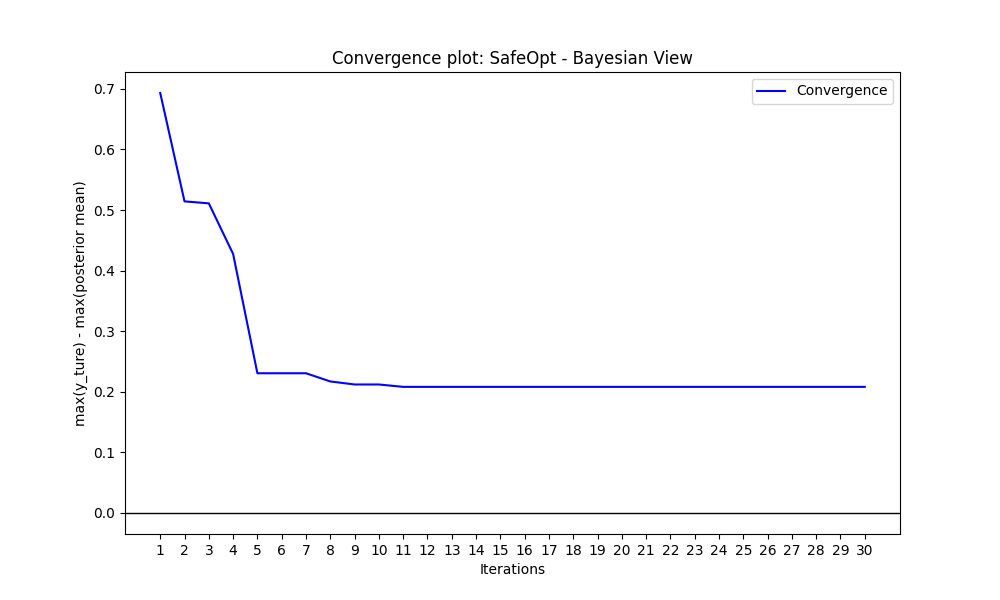 Convergence plot: SafeOpt - Bayesian View
Convergence
max(y_ture) - max(posterior mean)
0.7
0.6
0.5
0.4
0.3
0.2
0.1
0.0
1 2 3 4 5 6 7 8 9 10 11 12 13 14 15 16 17 18 19 20 21 22 23 24 25 26 27 28 29 30
Iterations